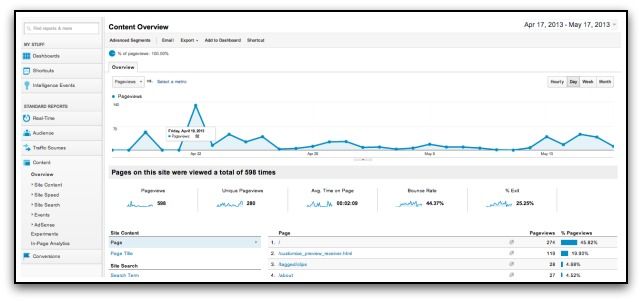 Find reports & more
MY STUFF
Dashboards
Shortcuts
Intelligence Events
STANDARD REPORTS
Real-Time
Audience
Traffic Sources
Content
Overview
Site Content
Site Speed
Site Search
Events
AdSense
Experiments
In-Page Analytics
Conversions
Content Overview
Apr 17, 2013 - May 17, 2013
Advanced Segments Email Export Add to Dashboard Shortcut
% of pageviews: 100.00%
Overview
Pageviews vs. Select a metric
Hourly Day Week Month
Pageviews
140
70
Friday, April 19, 2013
Pageviews:
Apr 22
Apr 29
May 6
May 13
Pages on this site were viewed a total of 598 times
Pageviews
598
Unique Pageviews
280
Avg. Time on Page
00:02:09
Bounce Rate
44.37%
% Exit
25.25%
Site Content
Page
Page Title
Site Search
Search Term
Page Pageviews % Pageviews
1. / 274 45.82%
2. 119 19.90%
3. 28 4.68%
4. /about 27 4.52%